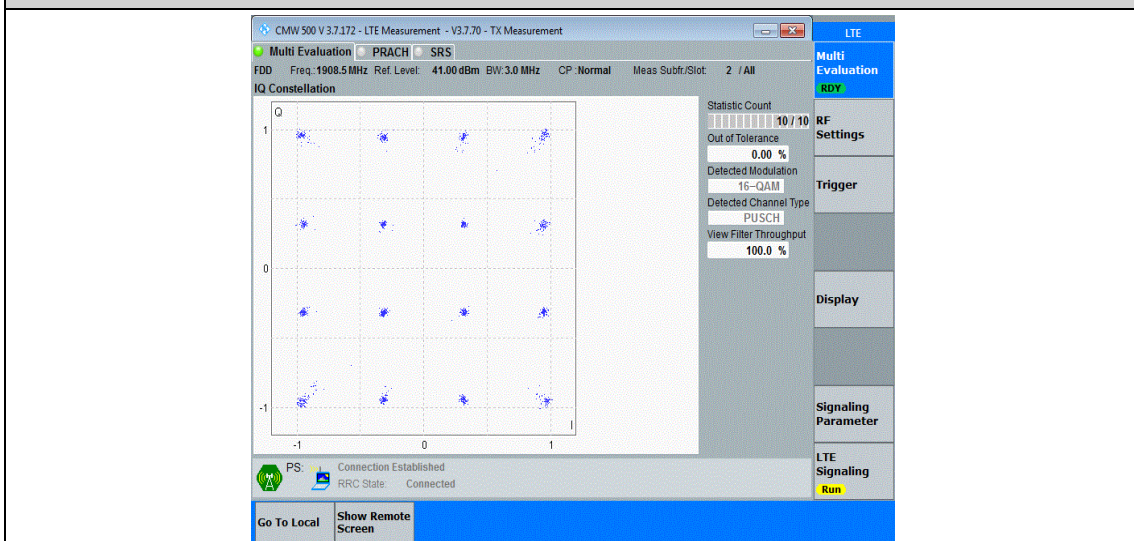 CMW 500 V 3.7.172 - LTE Measurement - V3.7.70 - TX Measurement
LTE
Multi Evaluation PRACH SRS
FDD Freq.:1908.5 MHz Ref. Level: 41.00 dBm BW: 3.0 MHz CP :Normal Meas Subfr./Slot: 2 / All
IQ Constellation
Q
1
0
-1
I
-1 0 1
Statistic Count
10 / 10
Out of Tolerance
0.00 %
Detected Modulation
16-QAM
Detected Channel Type
PUSCH
View Filter Throughput
100.0 %
Multi
Evaluation
RDY
RF
Settings
Trigger
Display
Signaling
Parameter
LTE
Signaling
Run
PS: Connection Established
RRC State: Connected
Go To Local
Show Remote
Screen